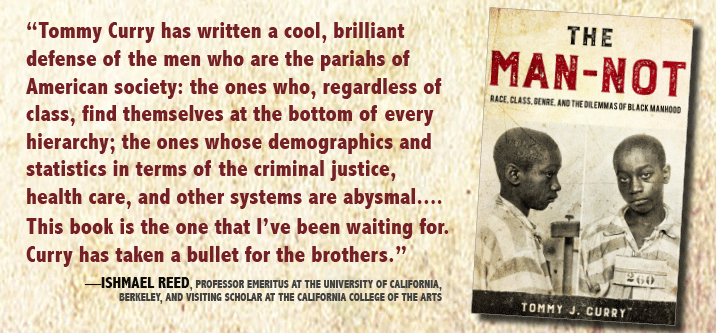 “Tommy Curry has written a cool, brilliant
defense of the men who are the pariahs of
American society: the ones who, regardless of
class, find themselves at the bottom of every
hierarchy; the ones whose demographics and
statistics in terms of the criminal justice,
health care, and other systems are abysmal....
This book is the one that I’ve been waiting for.
Curry has taken a bullet for the brothers.”
—ISHMAEL REED, PROFESSOR EMERITUS AT THE UNIVERSITY OF CALIFORNIA,
BERKELEY, AND VISITING SCHOLAR AT THE CALIFORNIA COLLEGE OF THE ARTS
THE
MAN-NOT
RACE, CLASS, GENRE, AND THE DILEMMAS OF BLACK MANHOOD
260
TOMMY J. CURRY